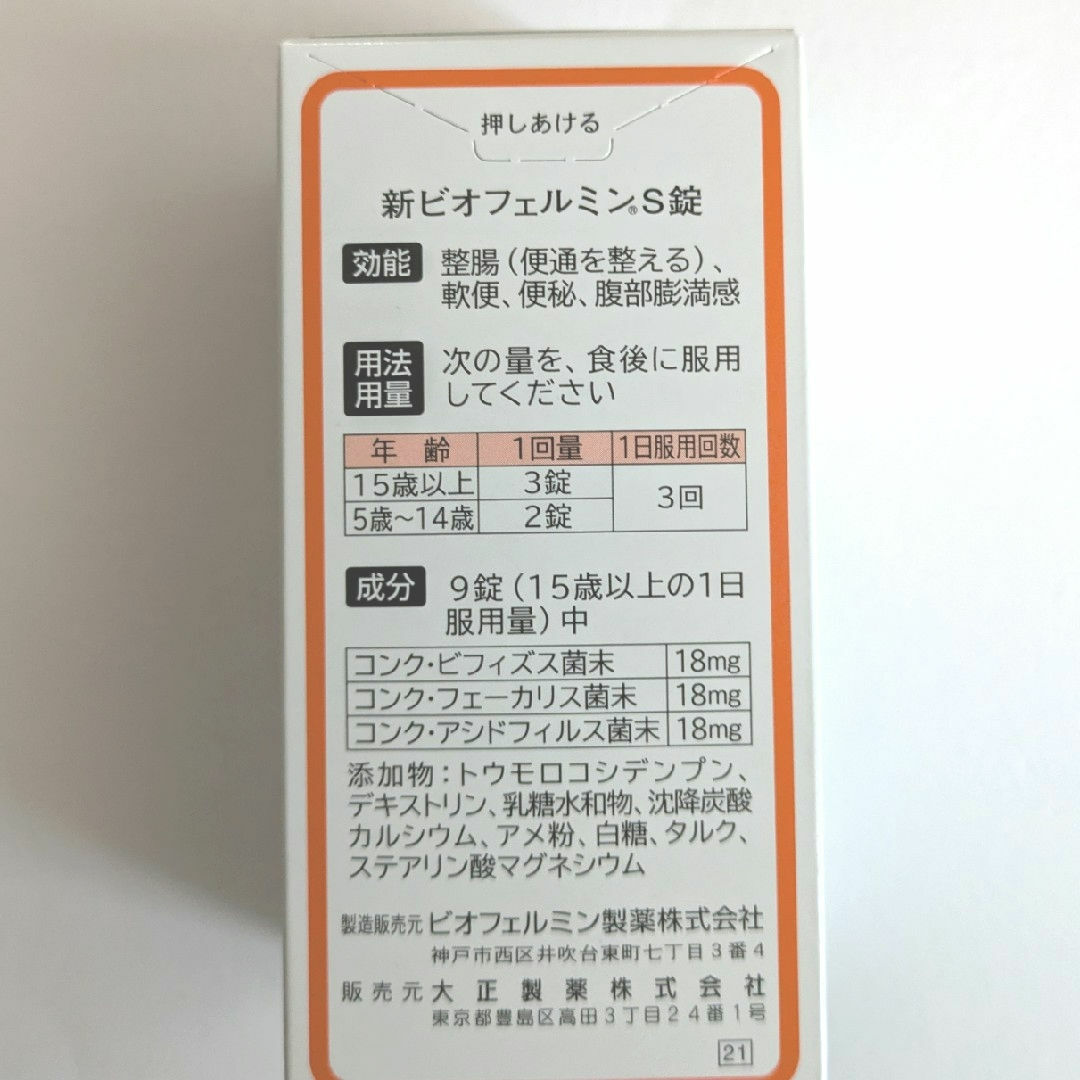 押しあける
新ビオフェルミン®S錠
効能 整腸(便通を整える)、
軟便、便秘、腹部膨満感
用法
用量
次の量を、食後に服用
してください
年 齢 1回量 1日服用回数
15歳以上 3錠 3回
5歳〜14歳 2錠
成分 9錠(15歳以上の1日
服用量)中
コンク・ビフィズス菌末 18mg
コンク・フェーカリス菌末 18mg
コンク・アシドフィルス菌末 18mg
添加物:トウモロコシデンプン、
デキストリン、乳糖水和物、沈降炭酸
カルシウム、アメ粉、白糖、タルク、
ステアリン酸マグネシウム
製造販売元 ビオフェルミン製薬株式会社
神戸市西区井吹台東町七丁目3番4
販売元 大正製薬株式会社
東京都豊島区高田3丁目24番1号
21